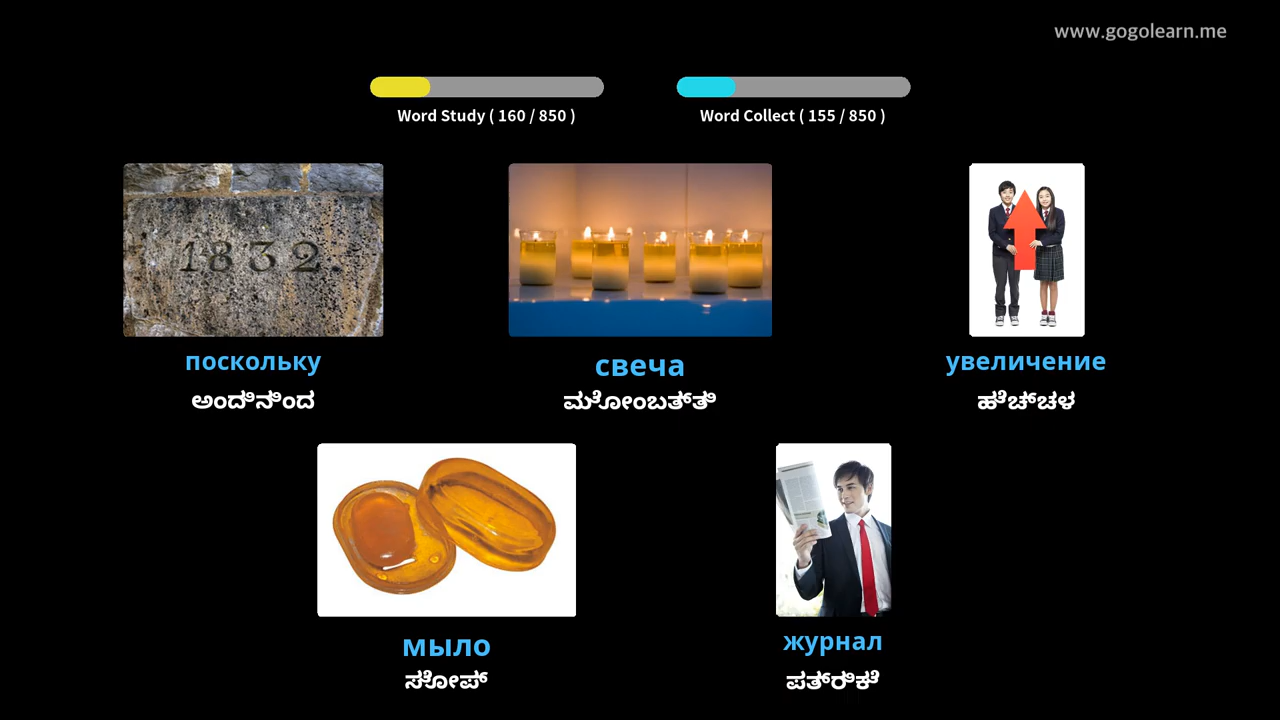 www.gogolearn.me
Word Study ( 160 / 850 )
Word Collect ( 155 / 850 )
1832.
поскольку
ಅಂದಿನಿಂದ
свеча
ಮೋಂಬತ್ತಿ
увеличение
ಹೆಚ್ಚಳ
мыло
ಸೋಪ್
журнал
ಪತ್ರಿಕೆ